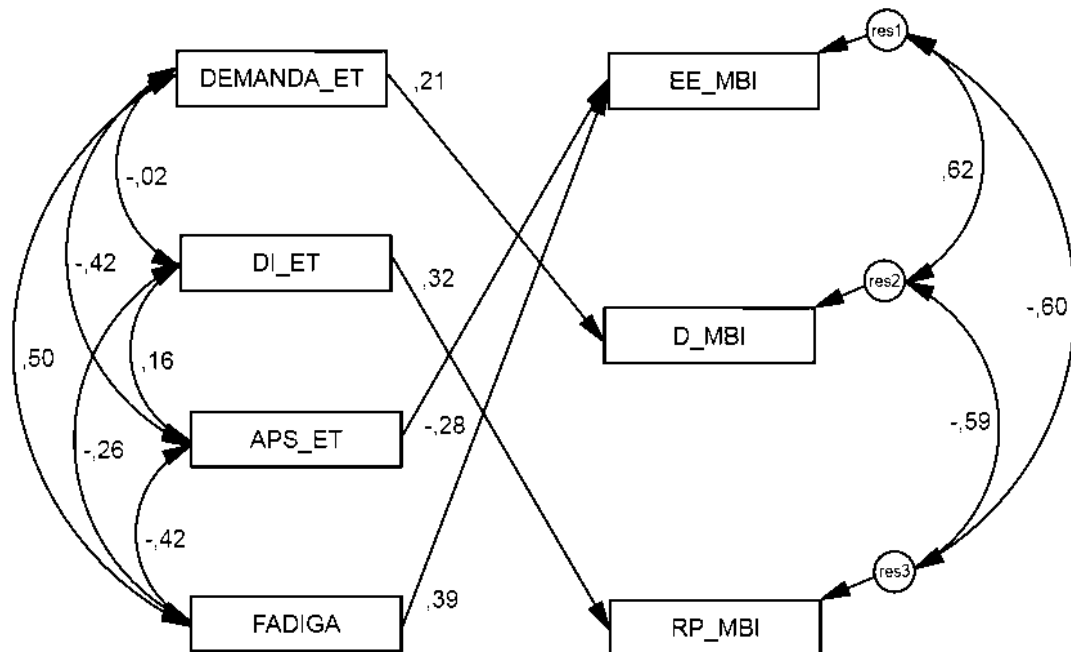 res1
DEMANDA_ET
EE_MBI
,21
-,02
,62
DI_ET
-,42
,32
res2
-,60
D_MBI
,50
,16
-,28
-,59
APS_ET
-,26
-,42
res3
,39
FADIGA
RP_MBI